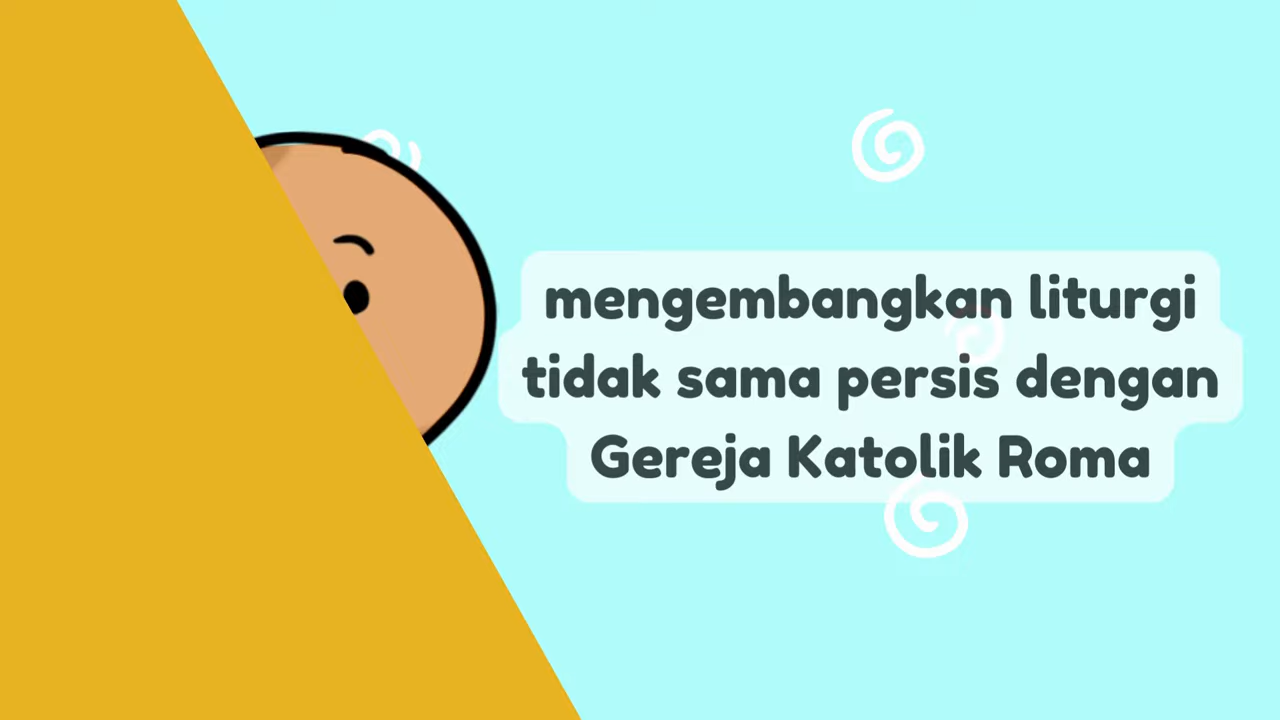 mengembangkan liturgi
tidak sama persis dengan
Gereja Katolik Roma